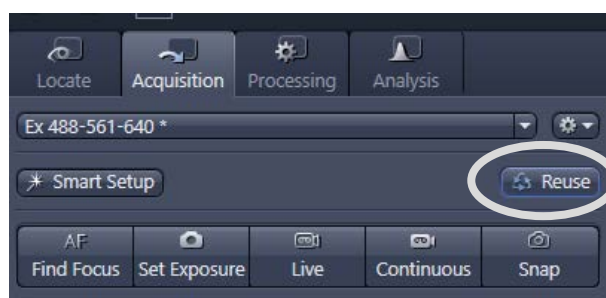 Locate Acquisition Processing Analysis
Ex 488-561-640 *
Smart Setup Reuse
AF
Find Focus Set Exposure Live Continuous Snap